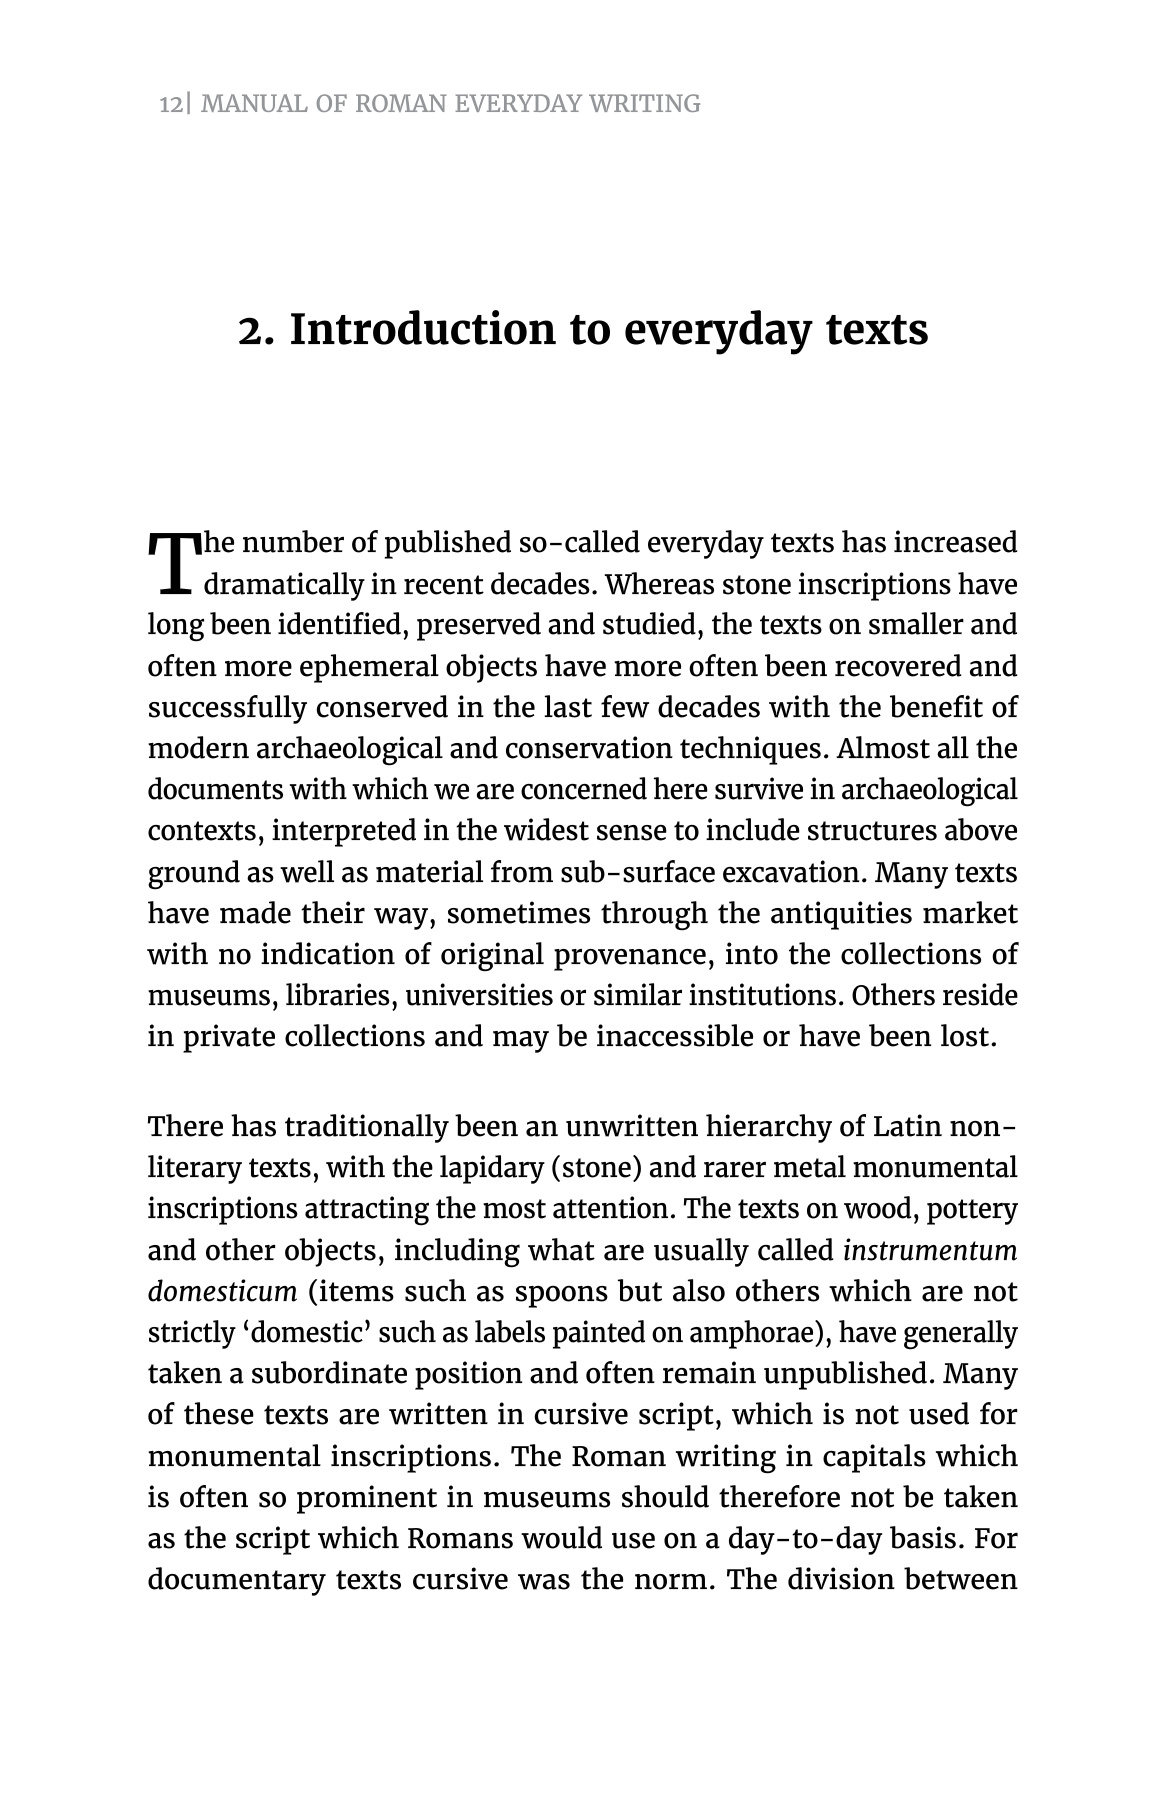 12| MANUAL OF ROMAN EVERYDAY WRITING
2. Introduction to everyday texts
The number of published so-called everyday texts has increased
dramatically in recent decades. Whereas stone inscriptions have
long been identified, preserved and studied, the texts on smaller and
often more ephemeral objects have more often been recovered and
successfully conserved in the last few decades with the benefit of
modern archaeological and conservation techniques. Almost all the
documents with which we are concerned here survive in archaeological
contexts, interpreted in the widest sense to include structures above
ground as well as material from sub-surface excavation. Many texts
have made their way, sometimes through the antiquities market
with no indication of original provenance, into the collections of
museums, libraries, universities or similar institutions. Others reside
in private collections and may be inaccessible or have been lost.
There has traditionally been an unwritten hierarchy of Latin non-
literary texts, with the lapidary (stone) and rarer metal monumental
inscriptions attracting the most attention. The texts on wood, pottery
and other objects, including what are usually called instrumentum
domesticum (items such as spoons but also others which are not
strictly ‘domestic’ such as labels painted on amphorae), have generally
taken a subordinate position and often remain unpublished. Many
of these texts are written in cursive script, which is not used for
monumental inscriptions. The Roman writing in capitals which
is often so prominent in museums should therefore not be taken
as the script which Romans would use on a day-to-day basis. For
documentary texts cursive was the norm. The division between